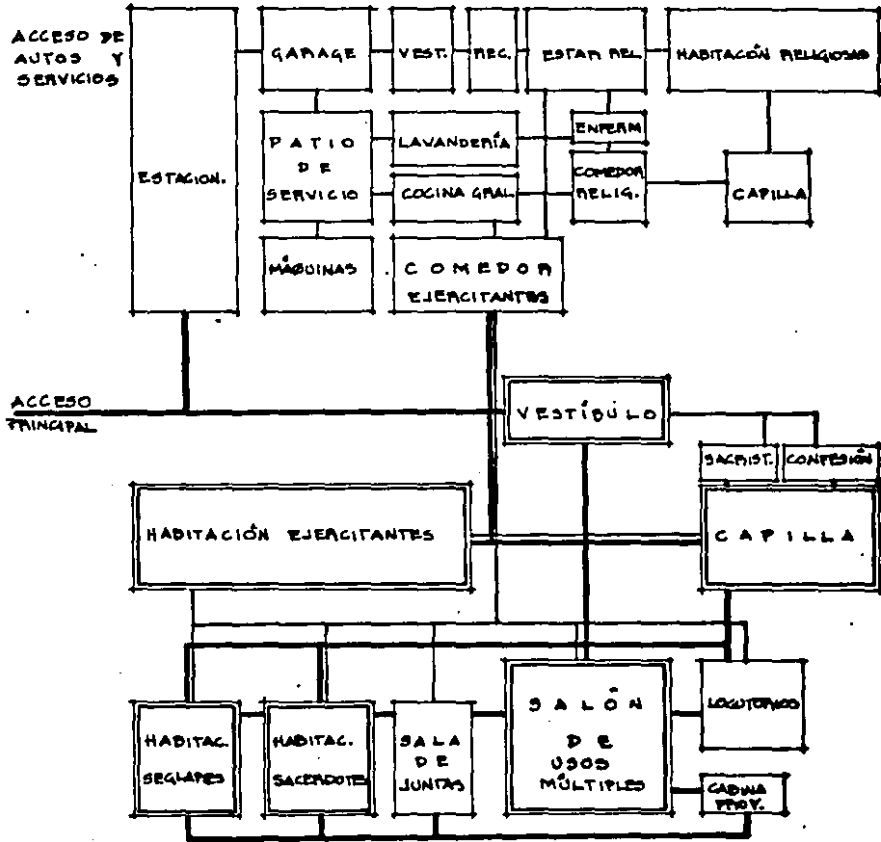 ACCESO DE
AUTOS Y
SERVICIOS
GARAGE
VEST.
REC.
ESTAR REL.
HABITACIÓN RELIGIOSAS
ESTACION.
PATIO
DE
SERVICIO
LAVANDERÍA
ENFERM
COCINA GRAL.
COMEDOR
RELIG.
CAPILLA
MÁQUINAS
COMEDOR
EJERCITANTES
ACCESO
PRINCIPAL
VESTÍBULO
SACRIST.
CONFESIÓN
HABITACIÓN EJERCITANTES
CAPILLA
HABITAC.
SEGLARES
HABITAC.
SACERDOTES
SALA
DE
JUNTAS
SALÓN
DE
USOS
MÚLTIPLES
LOCUTORIOS
CABINA
PROY.